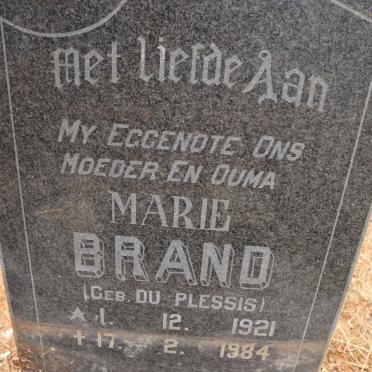 Met Liefde Aan
MY EGGENOTE ONS
MOEDER EN OUMA
MARIE
BRAND
(GEB. DU PLESSIS)
* 1. 12. 1921
+ 17. 2. 1984